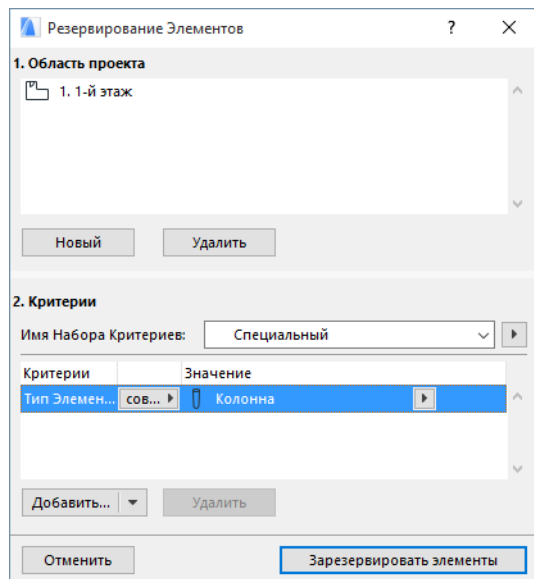 Резервирование Элементов ?
1. Область проекта
1. 1-й этаж
Новый Удалить
2. Критерии
Имя Набора Критериев: Специальный
Критерии Значение
Тип Элемен... сов... Колонна
Добавить... Удалить
Отменить Зарезервировать элементы